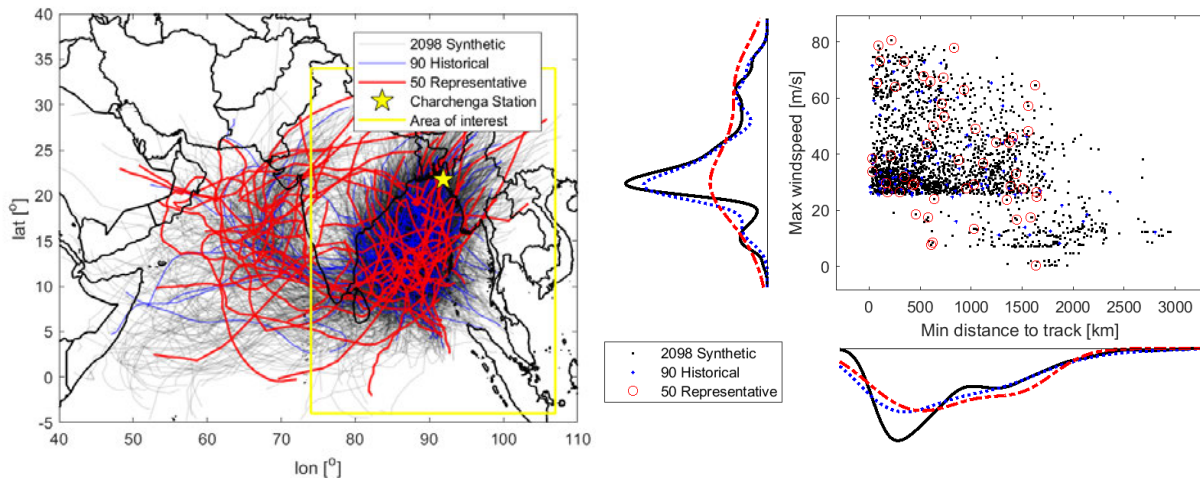 40
35
30
25
20
15
10
5
0
-5
lat [°]
40
50
60
70
80
90
100
110
lon [°]
2098 Synthetic
90 Historical
50 Representative
Charchenga Station
Area of interest
80
60
40
20
0
Max windspeed [m/s]
0
500
1000
1500
2000
2500
3000
Min distance to track [km]
2098 Synthetic
90 Historical
50 Representative